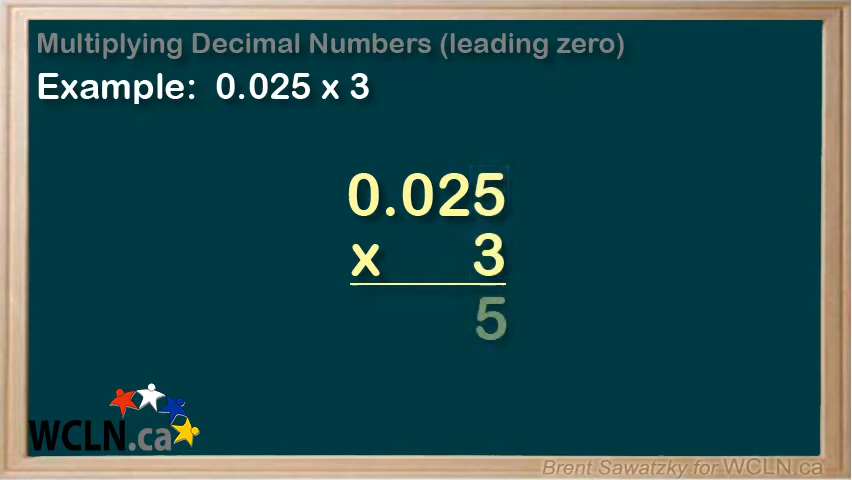 Multiplying Decimal Numbers (leading zero)
Example: 0.025 x 3
0.025
x 3
5
WCLN.ca
Brent Sawatzky for WCLN.ca